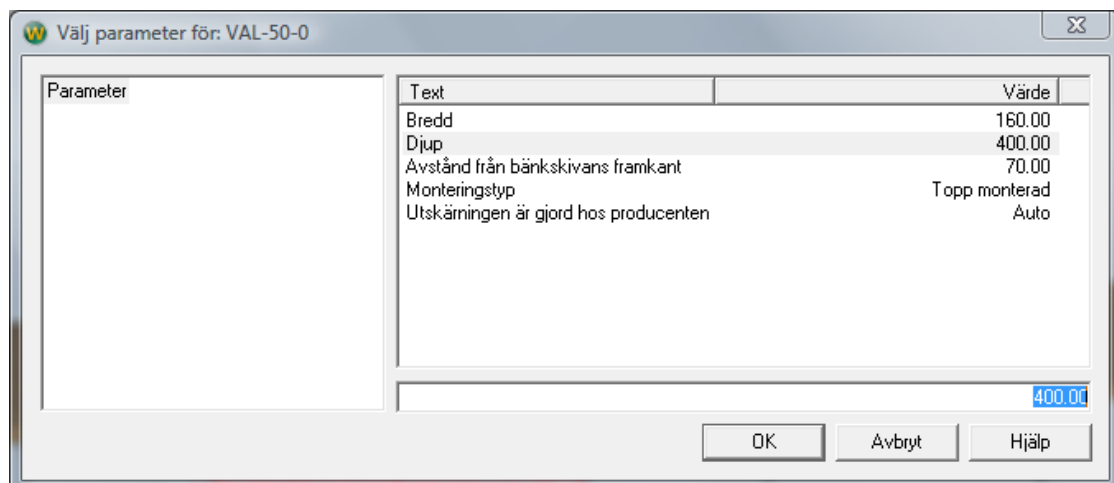 Välj parameter för: VAL-50-0
Parameter
Text Värde
Bredd 160.00
Djup 400.00
Avstånd från bänkskivans framkant 70.00
Monteringstyp Topp monterad
Utskärningen är gjord hos producenten Auto
400.00
OK Avbryt Hjälp